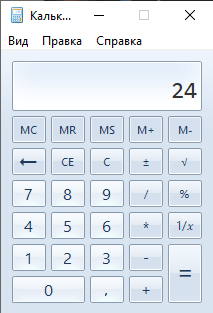 Кальк...
Вид Правка Справка
24
MC MR MS M+ M-
← CE C ± √
7 8 9 / %
4 5 6 * 1/x
1 2 3 - =
0 , +